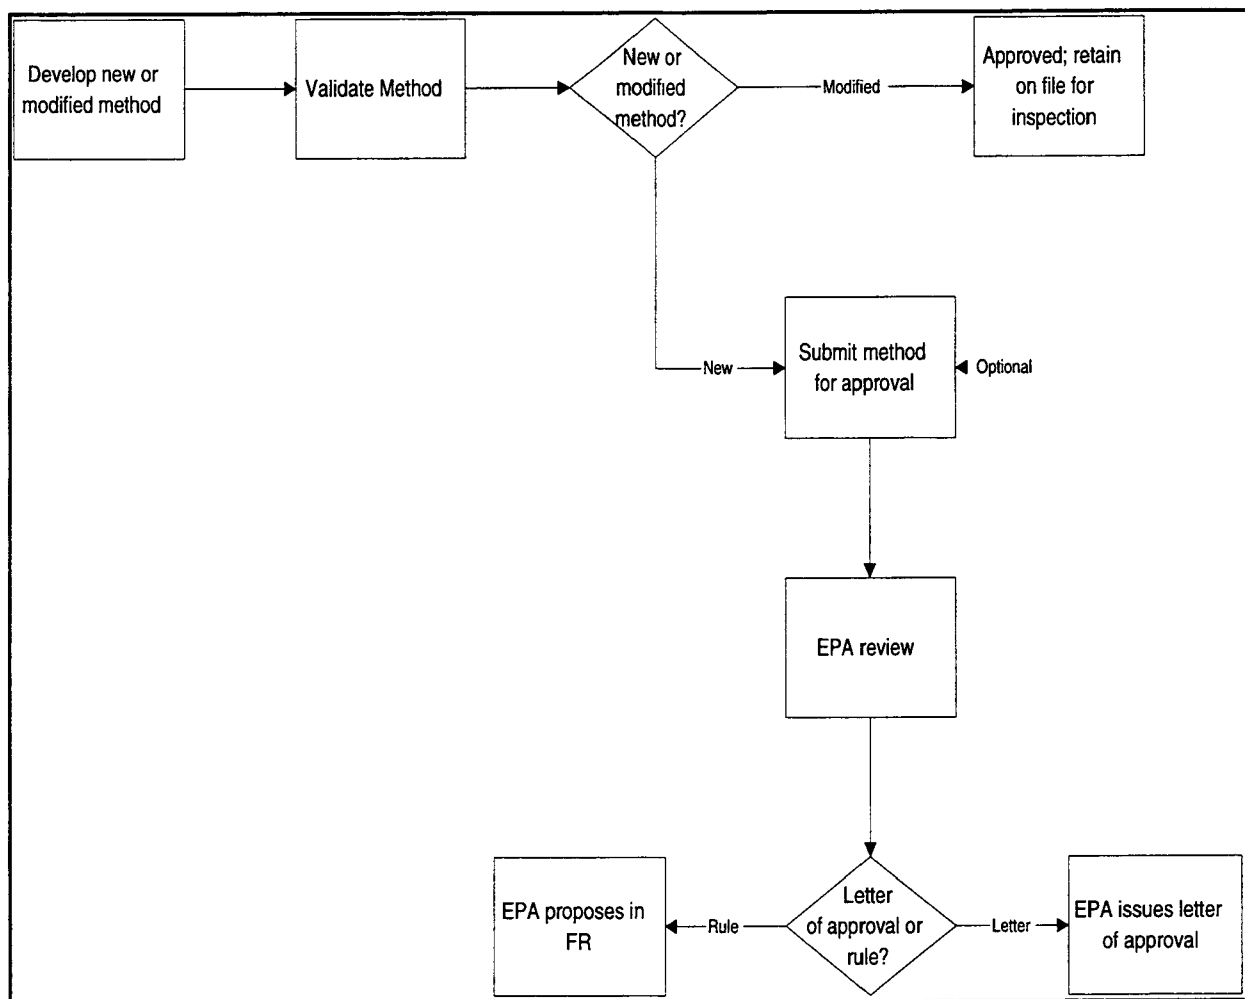 Develop new or
modified method
Validate Method
New or
modified
method?
Modified
Approved; retain
on file for
inspection
New
Submit method
for approval
Optional
EPA review
EPA proposes in
FR
Rule
Letter
of approval or
rule?
Letter
EPA issues letter
of approval